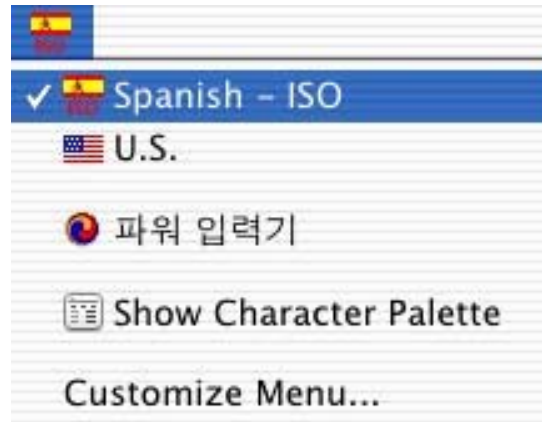 Spanish – ISO
U.S.
파워 입력기
Show Character Palette
Customize Menu...